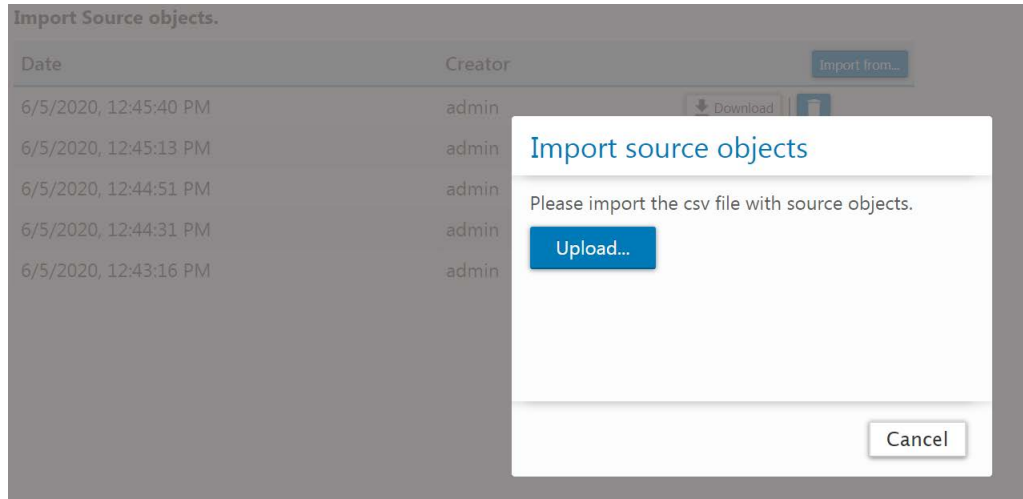 Import Source objects.
Date Creator Import from...
6/5/2020, 12:45:40 PM admin Download
6/5/2020, 12:45:13 PM admin
6/5/2020, 12:44:51 PM admin
6/5/2020, 12:44:31 PM admin
6/5/2020, 12:43:16 PM admin
Import source objects
Please import the csv file with source objects.
Upload...
Cancel